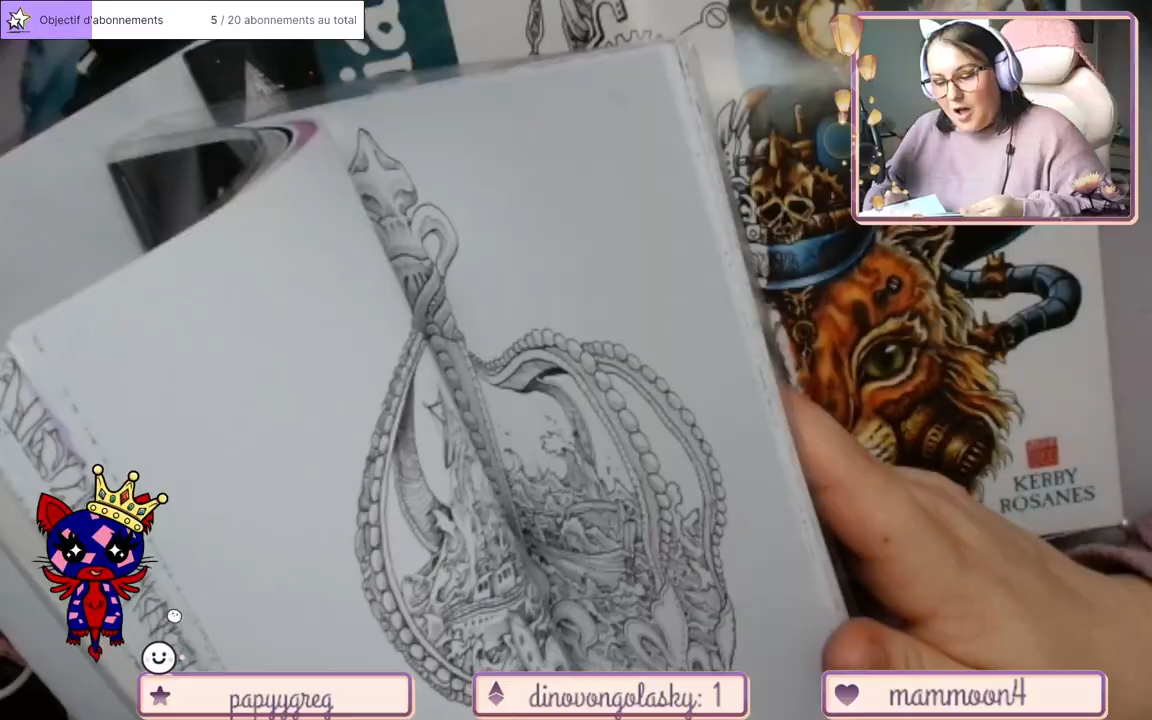 Objectif d'abonnements
5 / 20 abonnements au total
KERBY
ROSANES
papyygreg
dinovongolasky: 1
mammoon4